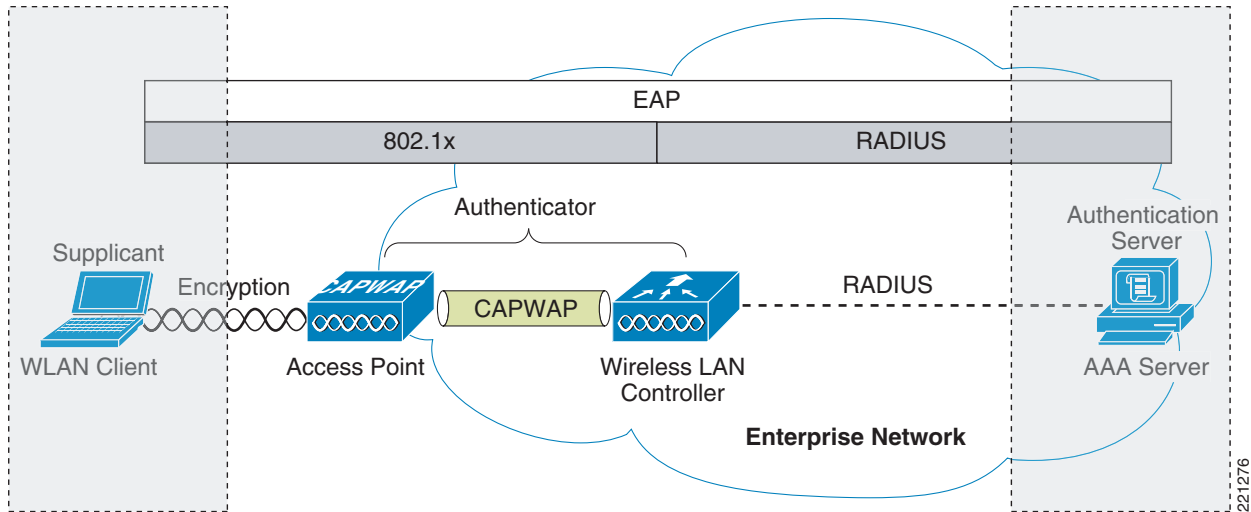 EAP
802.1x
RADIUS
Authenticator
Supplicant
Encryption
CAPWAP
CAPWAP
RADIUS
Authentication
Server
WLAN Client
Access Point
Wireless LAN
Controller
AAA Server
Enterprise Network
221276